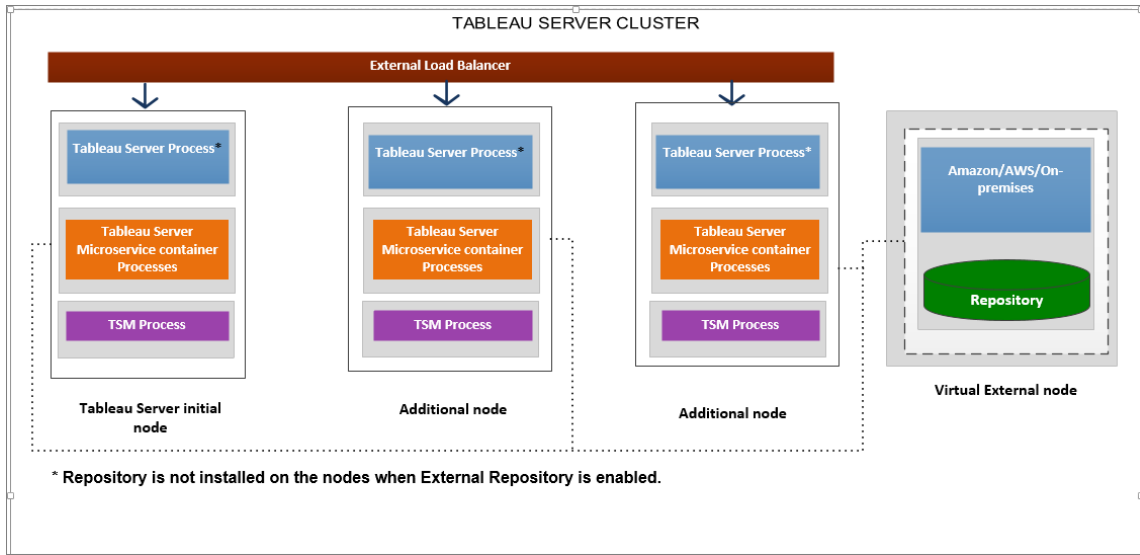 TABLEAU SERVER CLUSTER
External Load Balancer
Tableau Server Process*
Tableau Server
Microservice container
Processes
TSM Process
Tableau Server initial
node
Tableau Server Process*
Tableau Server
Microservice container
Processes
TSM Process
Additional node
Tableau Server Process*
Tableau Server
Microservice container
Processes
TSM Process
Additional node
Amazon/AWS/On-
premises
Repository
Virtual External node
* Repository is not installed on the nodes when External Repository is enabled.